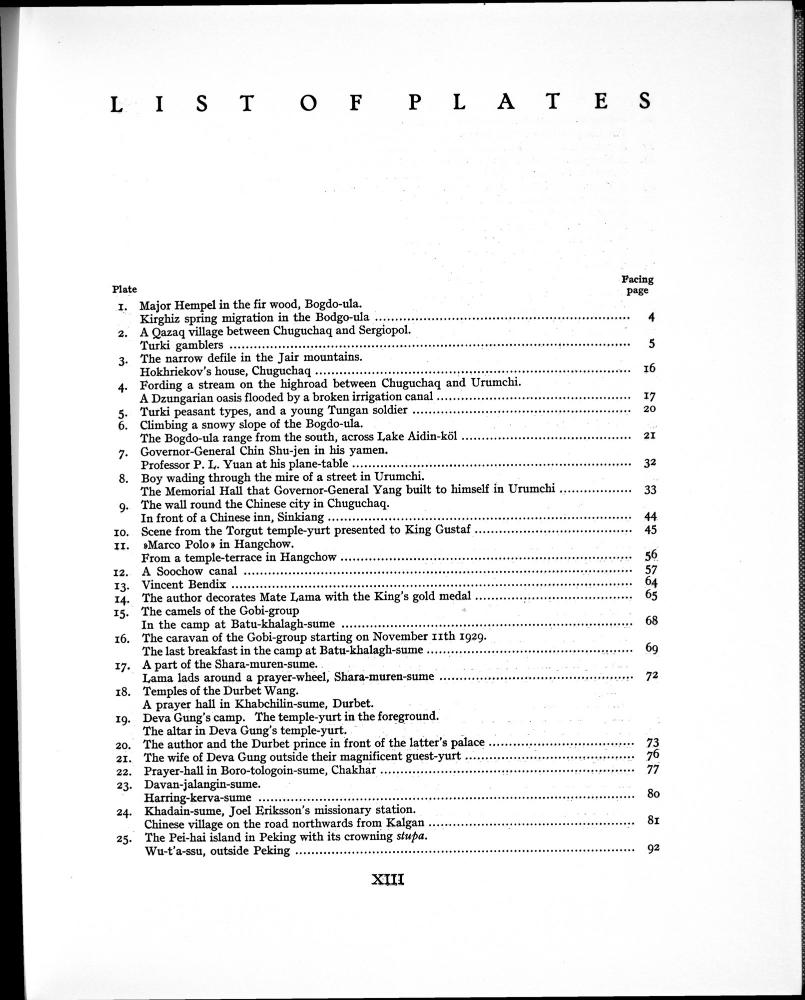 LIST OF PLATES
Facing
Plate page
1. Major Hempel in the fir wood, Bogdo-ula.
Kirghiz spring migration in the Bodgo-ula 4
2. A Qazaq village between Chuguchaq and Sergiopol.
Turki gamblers 5
3. The narrow defile in the Jair mountains.
Hokhriekov's house, Chuguchaq 16
4. Fording a stream on the highroad between Chuguchaq and Urumchi.
A Dzungarian oasis flooded by a broken irrigation canal 17
5. Turki peasant types, and a young Tungan soldier 20
6. Climbing a snowy slope of the Bogdo-ula.
The Bogdo-ula range from the south, across Lake Aidin-köl 21
7. Governor-General Chin Shu-jen in his yamen.
Professor P. L. Yuan at his plane-table 32
8. Boy wading through the mire of a street in Urumchi.
The Memorial Hall that Governor-General Yang built to himself in Urumchi 33
9. The wall round the Chinese city in Chuguchaq.
In front of a Chinese inn, Sinkiang 44
10. Scene from the Torgut temple-yurt presented to King Gustaf 45
11. »Marco Polo» in Hangchow.
From a temple-terrace in Hangchow 56
12. A Soochow canal 57
13. Vincent Bendix 64
14. The author decorates Mate Lama with the King's gold medal 65
15. The camels of the Gobi-group
In the camp at Batu-khalagh-sume 68
16. The caravan of the Gobi-group starting on November 11th 1929.
The last breakfast in the camp at Batu-khalagh-sume 69
17. A part of the Shara-muren-sume.
Lama lads around a prayer-wheel, Shara-muren-sume 72
18. Temples of the Durbet Wang.
A prayer hall in Khabchilin-sume, Durbet.
19. Deva Gung's camp. The temple-yurt in the foreground.
The altar in Deva Gung's temple-yurt.
20. The author and the Durbet prince in front of the latter's palace 73
21. The wife of Deva Gung outside their magnificent guest-yurt 76
22. Prayer-hall in Boro-tologoin-sume, Chakhar 77
23. Davan-jalangin-sume.
Harring-kerva-sume 80
24. Khadain-sume, Joel Eriksson's missionary station.
Chinese village on the road northwards from Kalgan 81
25. The Pei-hai island in Peking with its crowning stupa.
Wu-t'a-ssu, outside Peking 92
XIII